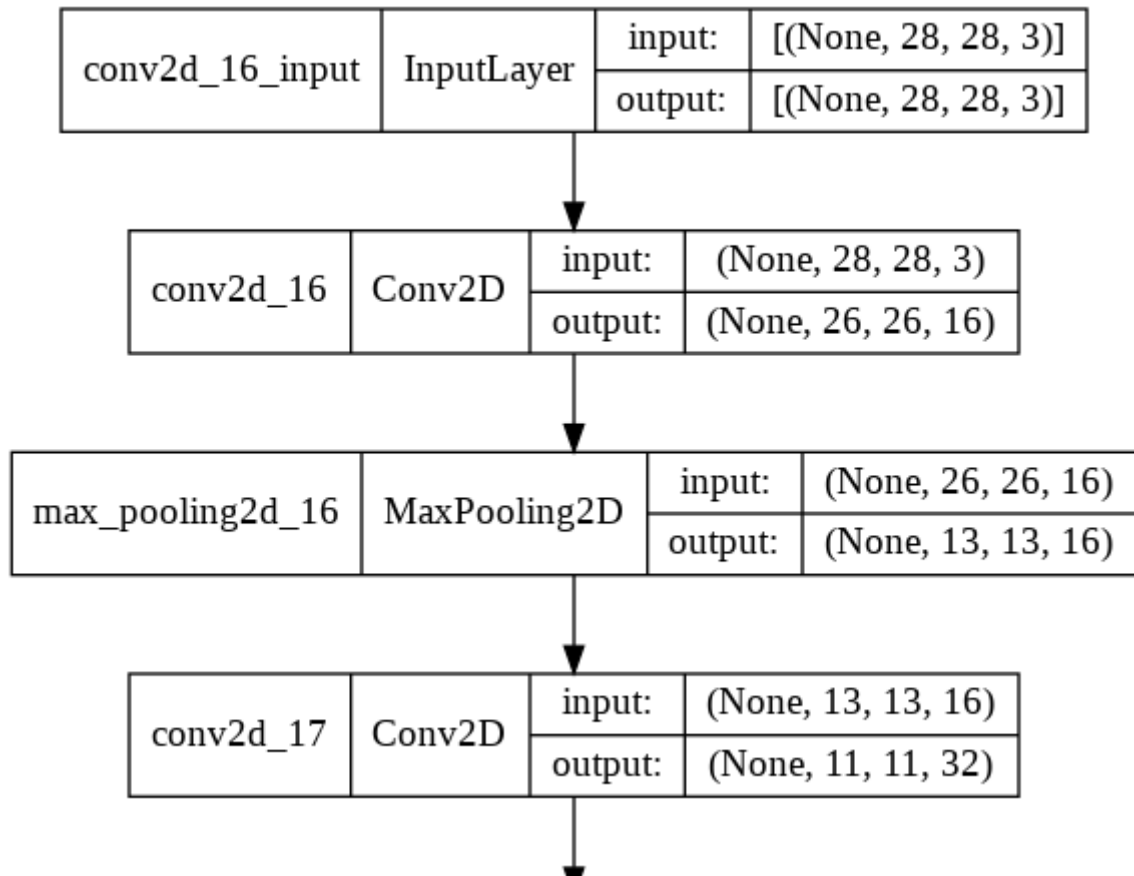 conv2d_16_input InputLayer input: [(None, 28, 28, 3)]
output: [(None, 28, 28, 3)]
conv2d_16 Conv2D input: (None, 28, 28, 3)
output: (None, 26, 26, 16)
max_pooling2d_16 MaxPooling2D input: (None, 26, 26, 16)
output: (None, 13, 13, 16)
conv2d_17 Conv2D input: (None, 13, 13, 16)
output: (None, 11, 11, 32)